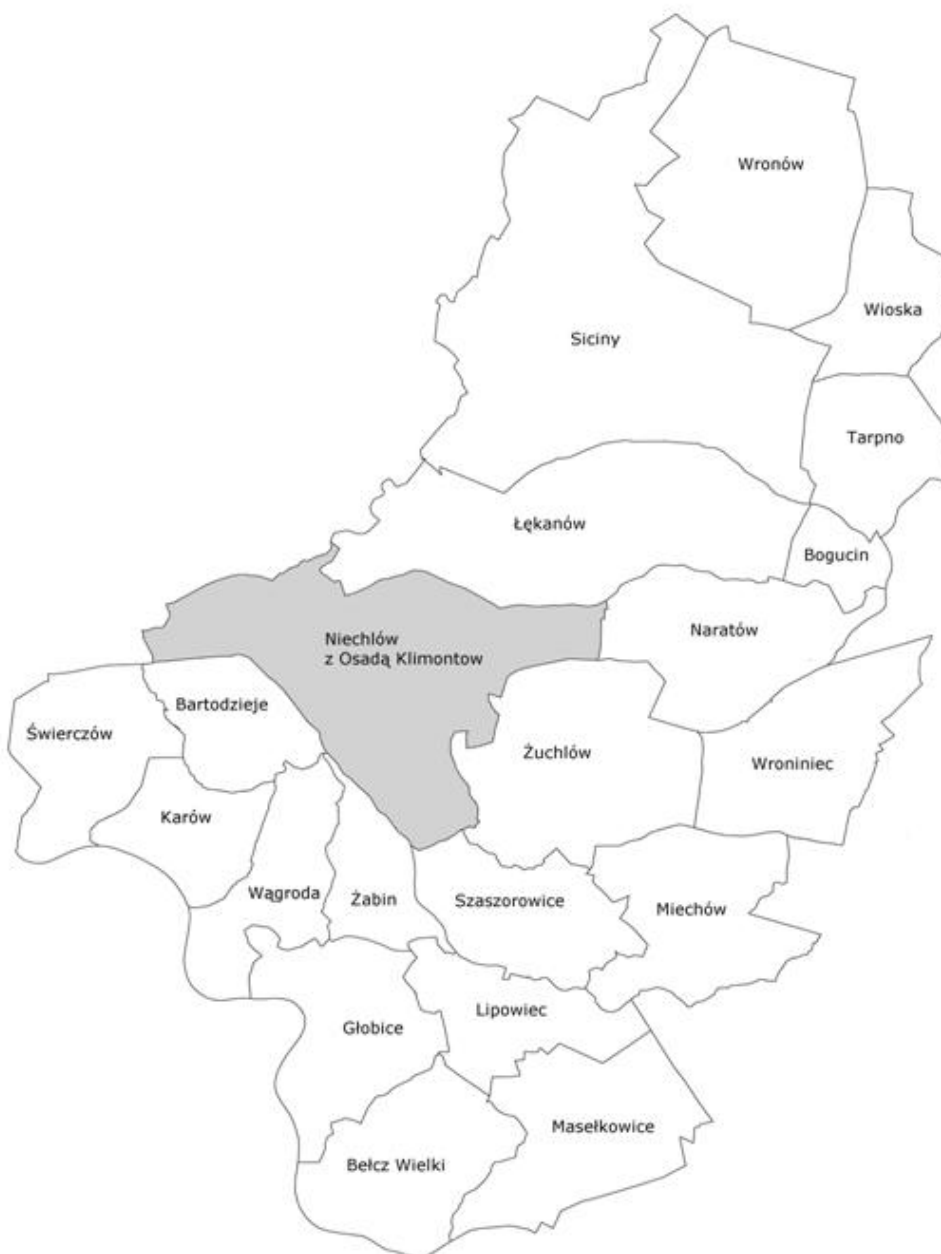 Wronów
Wioska
Siciny
Tarpno
Łękanów
Bogucin
Naratów
Niechlów
z Osadą Klimontow
Bartodzieje
Świerczów
Żuchlów
Wroniniec
Karów
Wągroda
Żabin
Szaszorowice
Miechów
Lipowiec
Głobice
Masełkowice
Bełcz Wielki